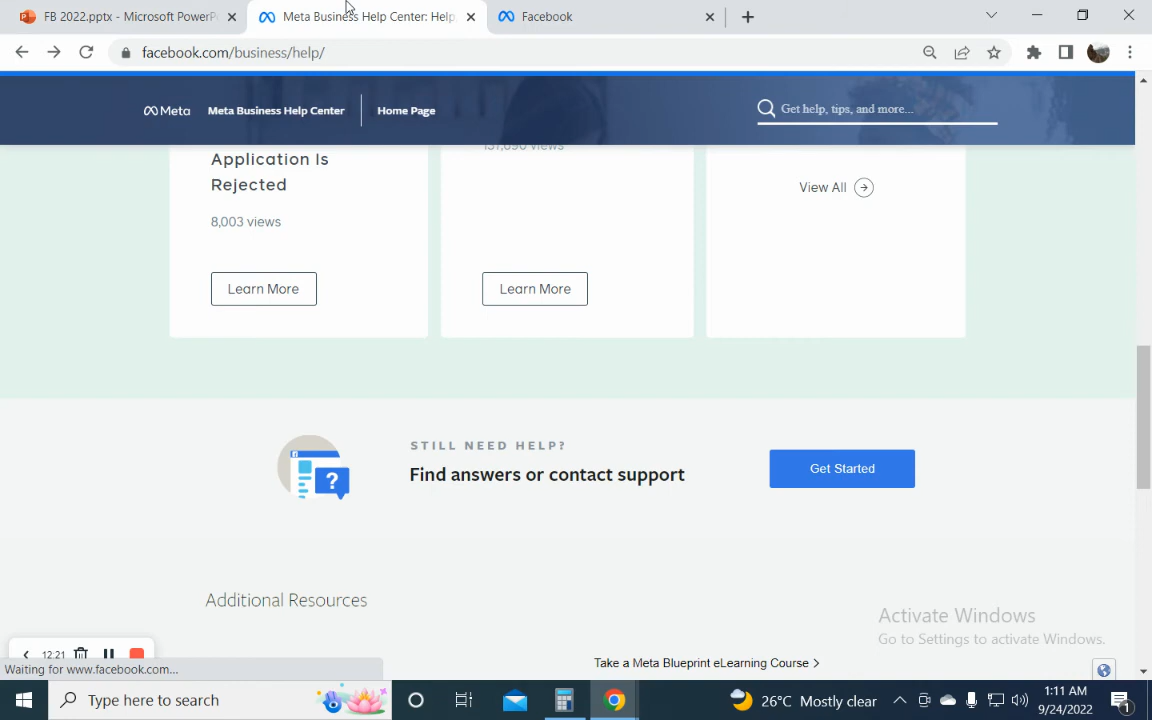 FB 2022.pptx - Microsoft PowerP
Meta Business Help Center: Help,
Facebook
facebook.com/business/help/
Meta
Meta Business Help Center
Home Page
Get help, tips, and more...
Application Is
Rejected
8,003 views
Learn More
137,690 views
Learn More
View All
STILL NEED HELP?
Find answers or contact support
Get Started
Additional Resources
Take a Meta Blueprint eLearning Course
Activate Windows
Go to Settings to activate Windows.
12:21
Waiting for www.facebook.com...
Type here to search
26°C Mostly clear
1:11 AM
9/24/2022
1